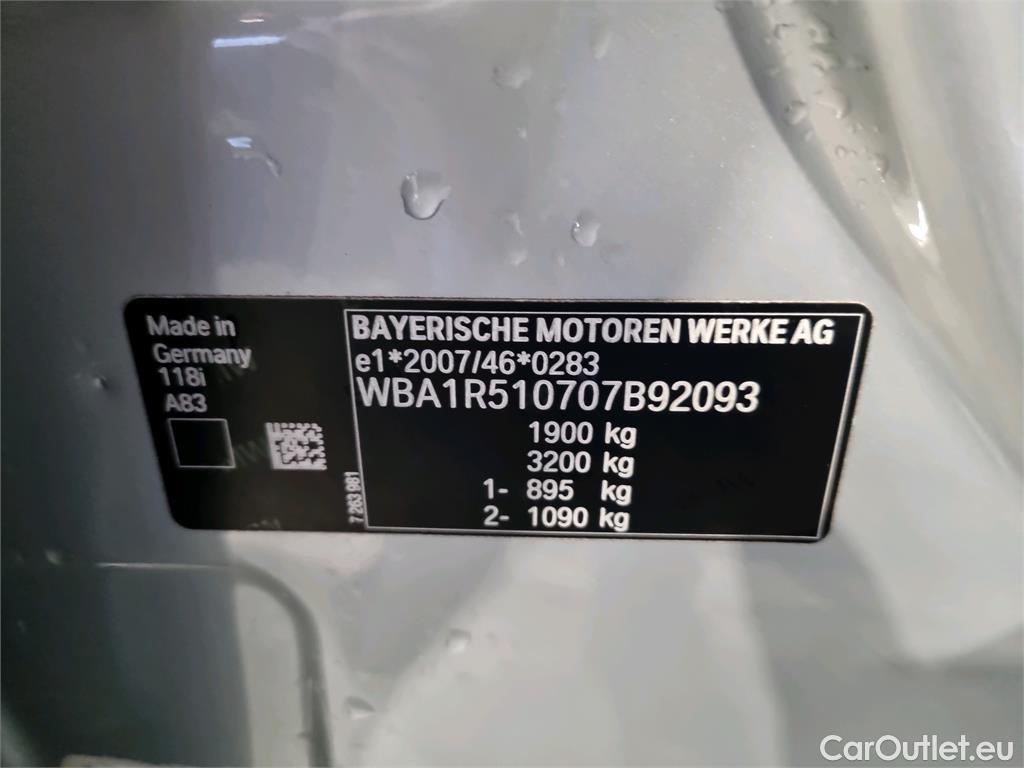 Made in
Germany
118i
A83
7 263 981
BAYERISCHE MOTOREN WERKE AG
e1*2007/46*0283
WBA1R510707B92093
1900 kg
3200 kg
1- 895 kg
2- 1090 kg
CarOutlet.eu